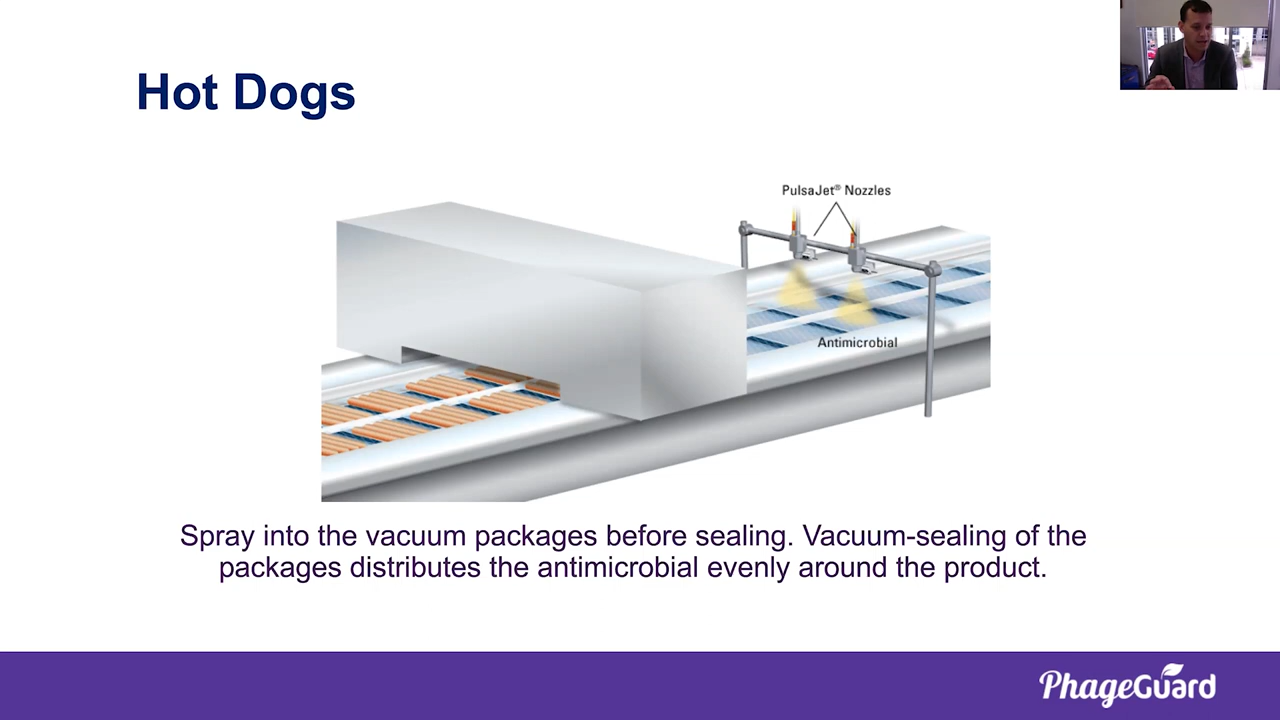 Hot Dogs
PulsaJet® Nozzles
Antimicrobial
Spray into the vacuum packages before sealing. Vacuum-sealing of the
packages distributes the antimicrobial evenly around the product.
PhageGuard